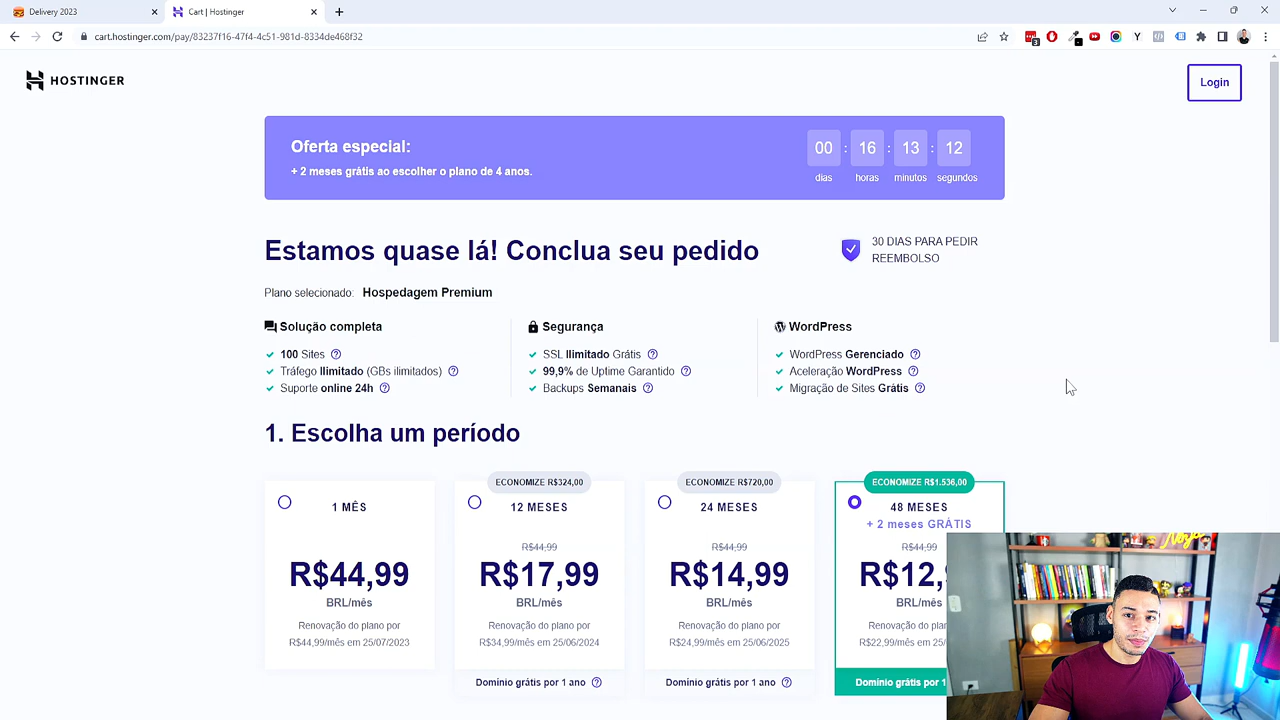 Delivery 2023
Cart | Hostinger
cart.hostinger.com/pay/83237f16-47f4-4c51-981d-8334de468f32
HOSTINGER
Login
Oferta especial:
+ 2 meses grátis ao escolher o plano de 4 anos.
00 : 16 : 13 : 12
dias horas minutos segundos
Estamos quase lá! Conclua seu pedido
30 DIAS PARA PEDIR
REEMBOLSO
Plano selecionado: Hospedagem Premium
Solução completa
100 Sites
Tráfego Ilimitado (GBs ilimitados)
Suporte online 24h
Segurança
SSL Ilimitado Grátis
99,9% de Uptime Garantido
Backups Semanais
WordPress
WordPress Gerenciado
Aceleração WordPress
Migração de Sites Grátis
1. Escolha um período
1 MÊS
R$44,99
BRL/mês
Renovação do plano por
R$44,99/mês em 25/07/2023
ECONOMIZE R$324,00
12 MESES
R$44,99
R$17,99
BRL/mês
Renovação do plano por
R$34,99/mês em 25/06/2024
Domínio grátis por 1 ano
ECONOMIZE R$720,00
24 MESES
R$44,99
R$14,99
BRL/mês
Renovação do plano por
R$24,99/mês em 25/06/2025
Domínio grátis por 1 ano
ECONOMIZE R$1.536,00
48 MESES
+ 2 meses GRÁTIS
R$44,99
R$12,
BRL/mês
Renovação do
R$22,99/mês em
Domínio grátis por 1